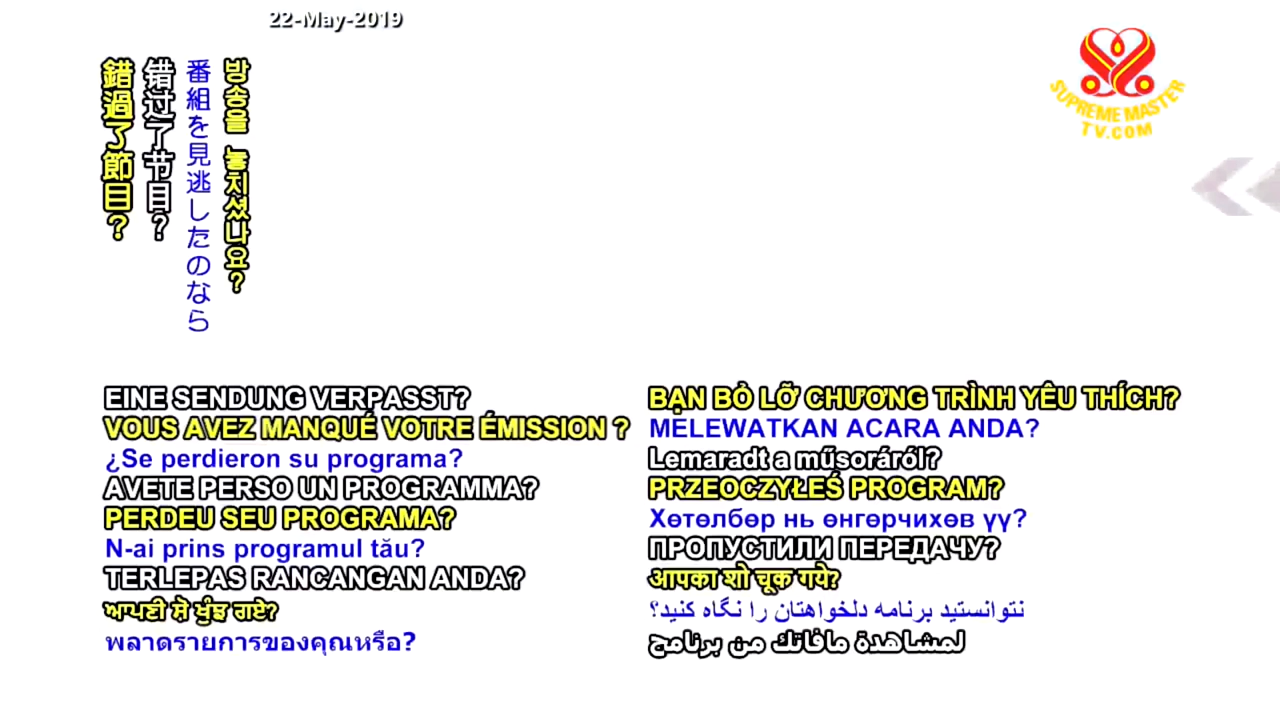 22-May-2019
SUPREME MASTER
TV.COM
錯過了節目？
错过了节目？
番組を見逃したのなら
방송을 놓치셨나요?
EINE SENDUNG VERPASST?
VOUS AVEZ MANQUÉ VOTRE ÉMISSION ?
¿Se perdieron su programa?
AVETE PERSO UN PROGRAMMA?
PERDEU SEU PROGRAMA?
N-ai prins programul tău?
TERLEPAS RANCANGAN ANDA?
ਆਪਣੀ ਸ਼ੋ ਖੁੰਝ ਗਏ?
พลาดรายการของคุณหรือ?
BẠN BỎ LỠ CHƯƠNG TRÌNH YÊU THÍCH?
MELEWATKAN ACARA ANDA?
Lemaradt a műsoráról?
PRZEOCZYŁEŚ PROGRAM?
Хөтөлбөр нь өнгөрчихөв үү?
ПРОПУСТИЛИ ПЕРЕДАЧУ?
आपका शो चूक गये?
نتوانستید برنامه دلخواهتان را نگاه کنید؟
لمشاهدة مافاتك من برنامج